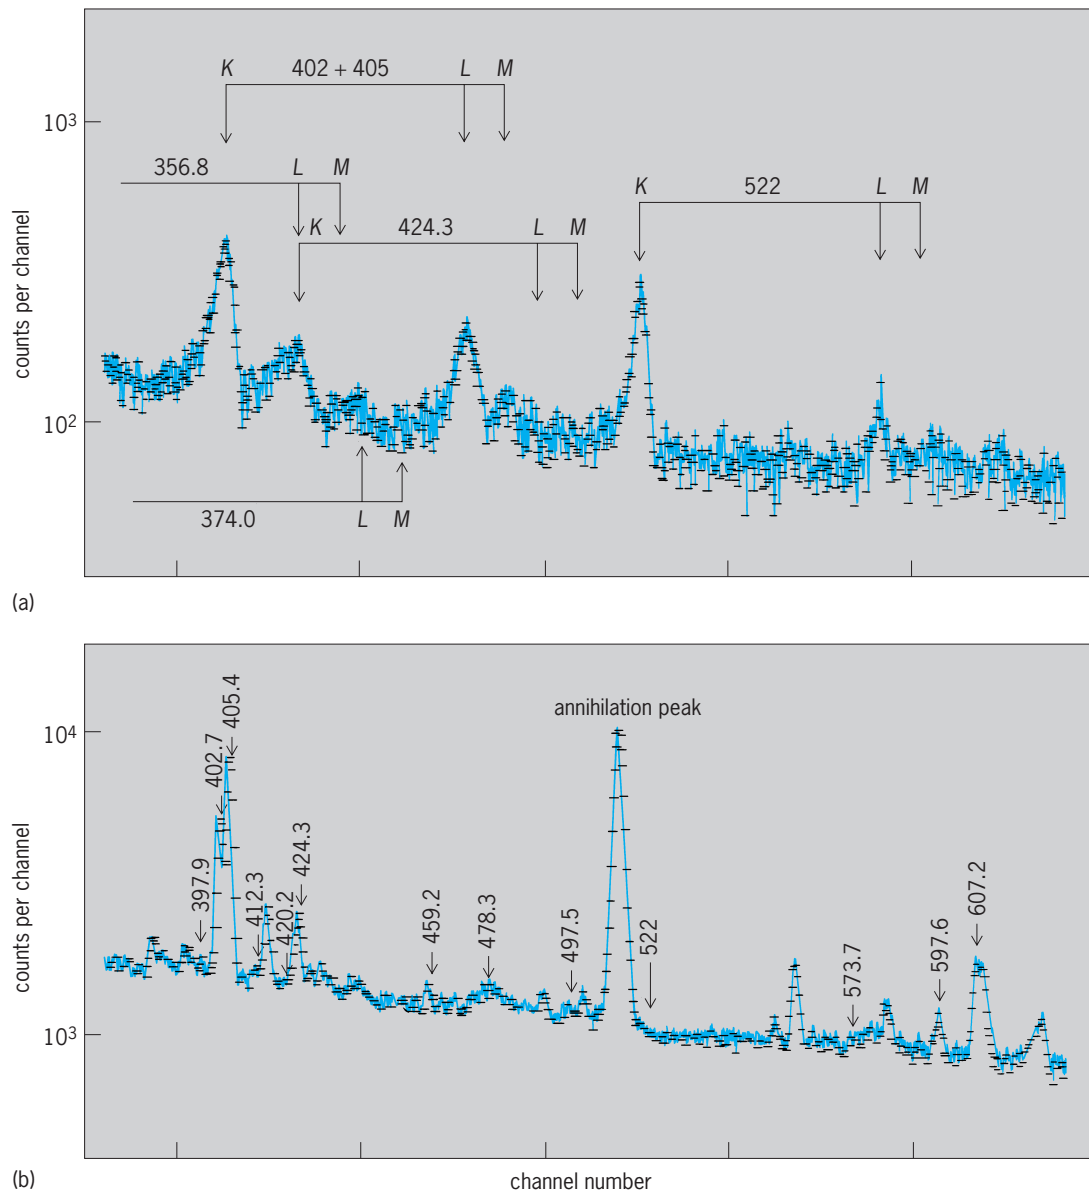 K 402 + 405 L M
10³
356.8 L M
K 522 L M
K 424.3 L M
counts per channel
10²
374.0 L M
(a)
annihilation peak
10⁴
405.4
402.7
397.9
412.3
420.2
424.3
459.2
478.3
497.5
522
573.7
597.6
607.2
counts per channel
10³
(b)
channel number